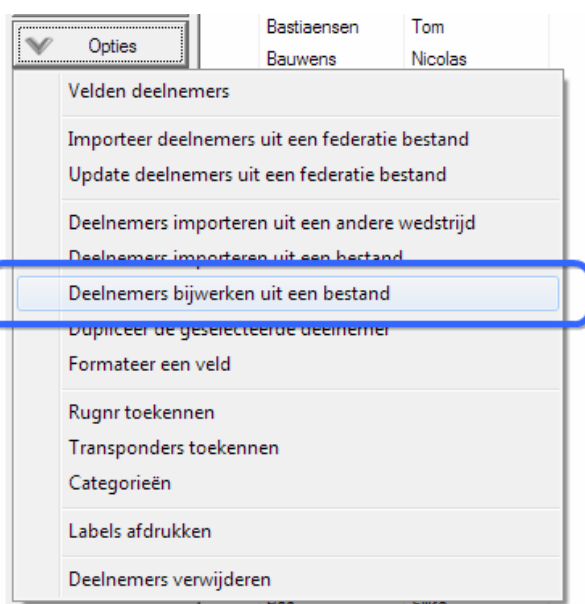 Bastiaensen Tom
Opties
Bauwens Nicolas
Velden deelnemers
Importeer deelnemers uit een federatie bestand
Update deelnemers uit een federatie bestand
Deelnemers importeren uit een andere wedstrijd
Deelnemers importeren uit een bestand
Deelnemers bijwerken uit een bestand
Dupliceer de geselecteerde deelnemer
Formateer een veld
Rugnr toekennen
Transponders toekennen
Categorieën
Labels afdrukken
Deelnemers verwijderen